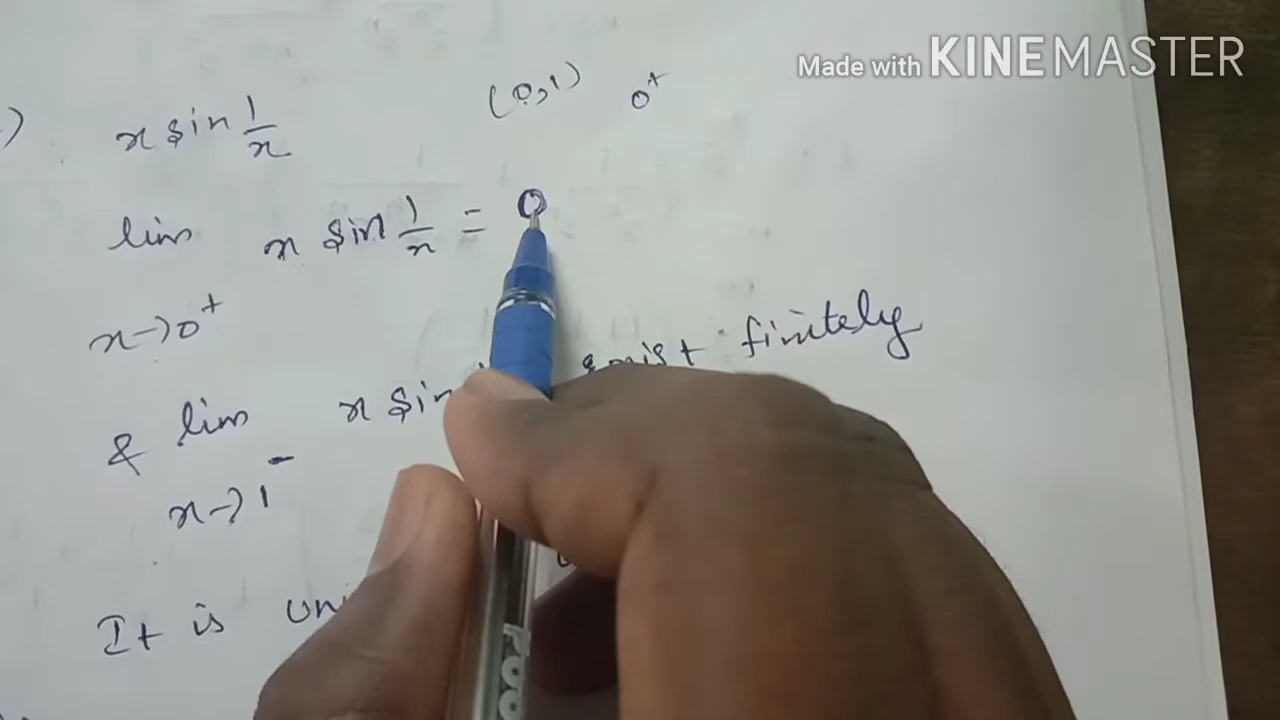 Made with KINEMASTER
) x sin 1/x (0,1) 0⁺
lim x sin 1/x = 0
x→0⁺
& lim x sin exist finitely
x→1⁻
It is